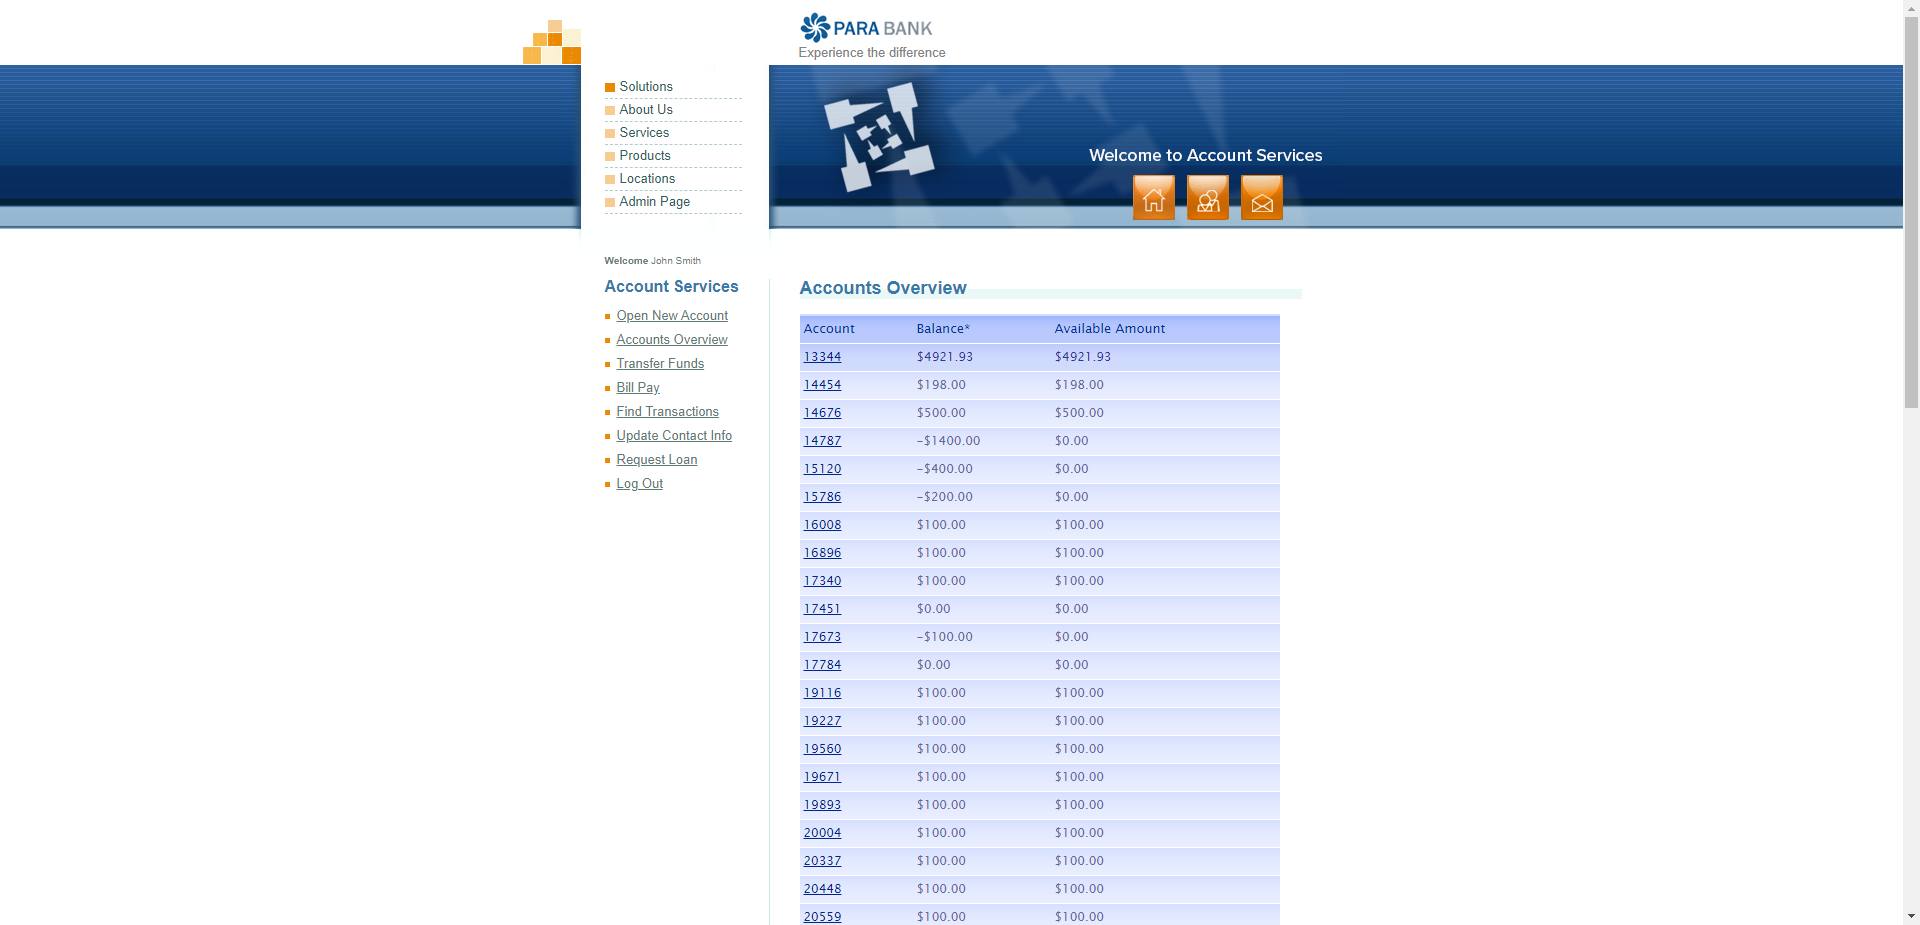 PARA BANK
Experience the difference
Solutions
About Us
Services
Products
Locations
Admin Page
Welcome to Account Services
Welcome John Smith
Account Services
Open New Account
Accounts Overview
Transfer Funds
Bill Pay
Find Transactions
Update Contact Info
Request Loan
Log Out
Accounts Overview
Account Balance* Available Amount
13344 $4921.93 $4921.93
14454 $198.00 $198.00
14676 $500.00 $500.00
14787 -$1400.00 $0.00
15120 -$400.00 $0.00
15786 -$200.00 $0.00
16008 $100.00 $100.00
16896 $100.00 $100.00
17340 $100.00 $100.00
17451 $0.00 $0.00
17673 -$100.00 $0.00
17784 $0.00 $0.00
19116 $100.00 $100.00
19227 $100.00 $100.00
19560 $100.00 $100.00
19671 $100.00 $100.00
19893 $100.00 $100.00
20004 $100.00 $100.00
20337 $100.00 $100.00
20448 $100.00 $100.00
20559 $100.00 $100.00